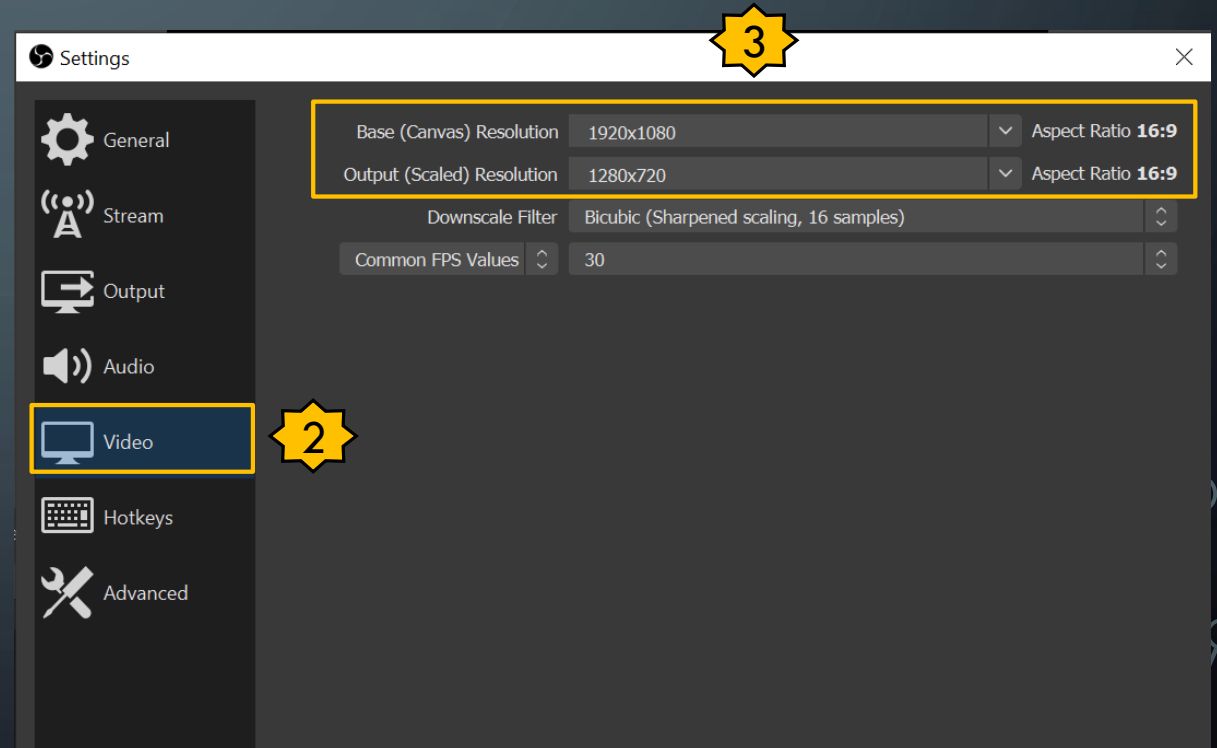 3
Settings
General
Stream
Output
Audio
Video
2
Hotkeys
Advanced
Base (Canvas) Resolution 1920x1080 Aspect Ratio 16:9
Output (Scaled) Resolution 1280x720 Aspect Ratio 16:9
Downscale Filter Bicubic (Sharpened scaling, 16 samples)
Common FPS Values 30